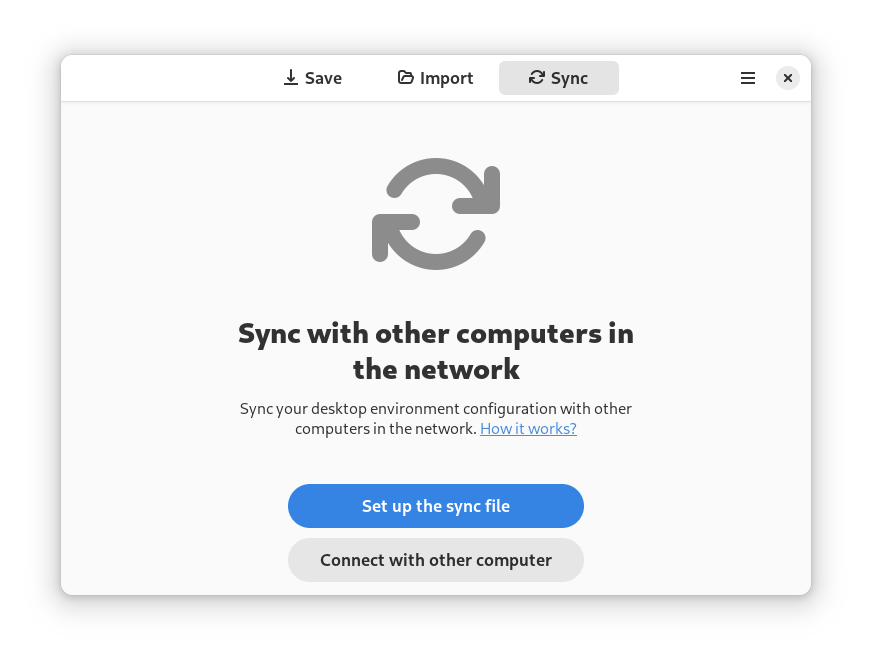 Save
Import
Sync
Sync with other computers in
the network
Sync your desktop environment configuration with other
computers in the network. How it works?
Set up the sync file
Connect with other computer